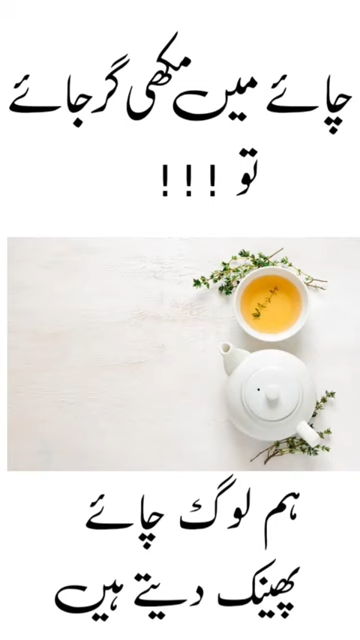 چائے میں مکھی گر جائے
تو !!!
ہم لوگ چائے
پھینک دیتے ہیں